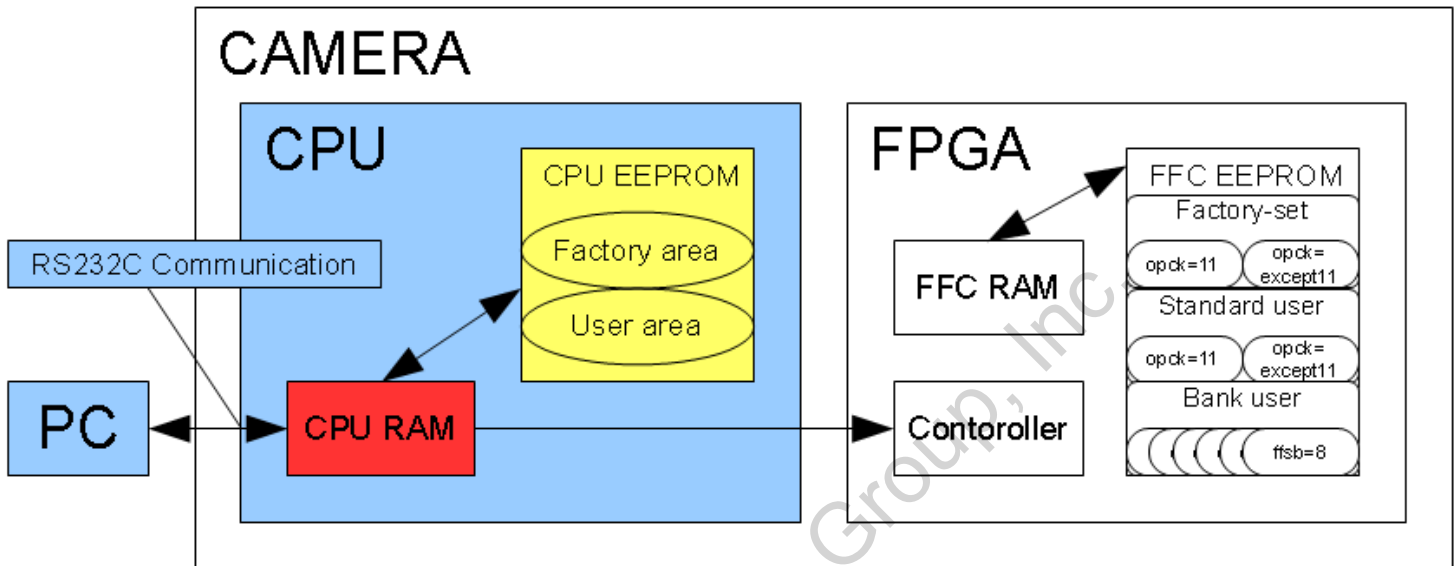 CAMERA
CPU
CPU EEPROM
Factory area
User area
RS232C Communication
PC
CPU RAM
FPGA
FFC EEPROM
Factory-set
opck=11
opck=
except11
Standard user
opck=11
opck=
except11
Bank user
ffsb=8
FFC RAM
Contoroller
Group, Inc.